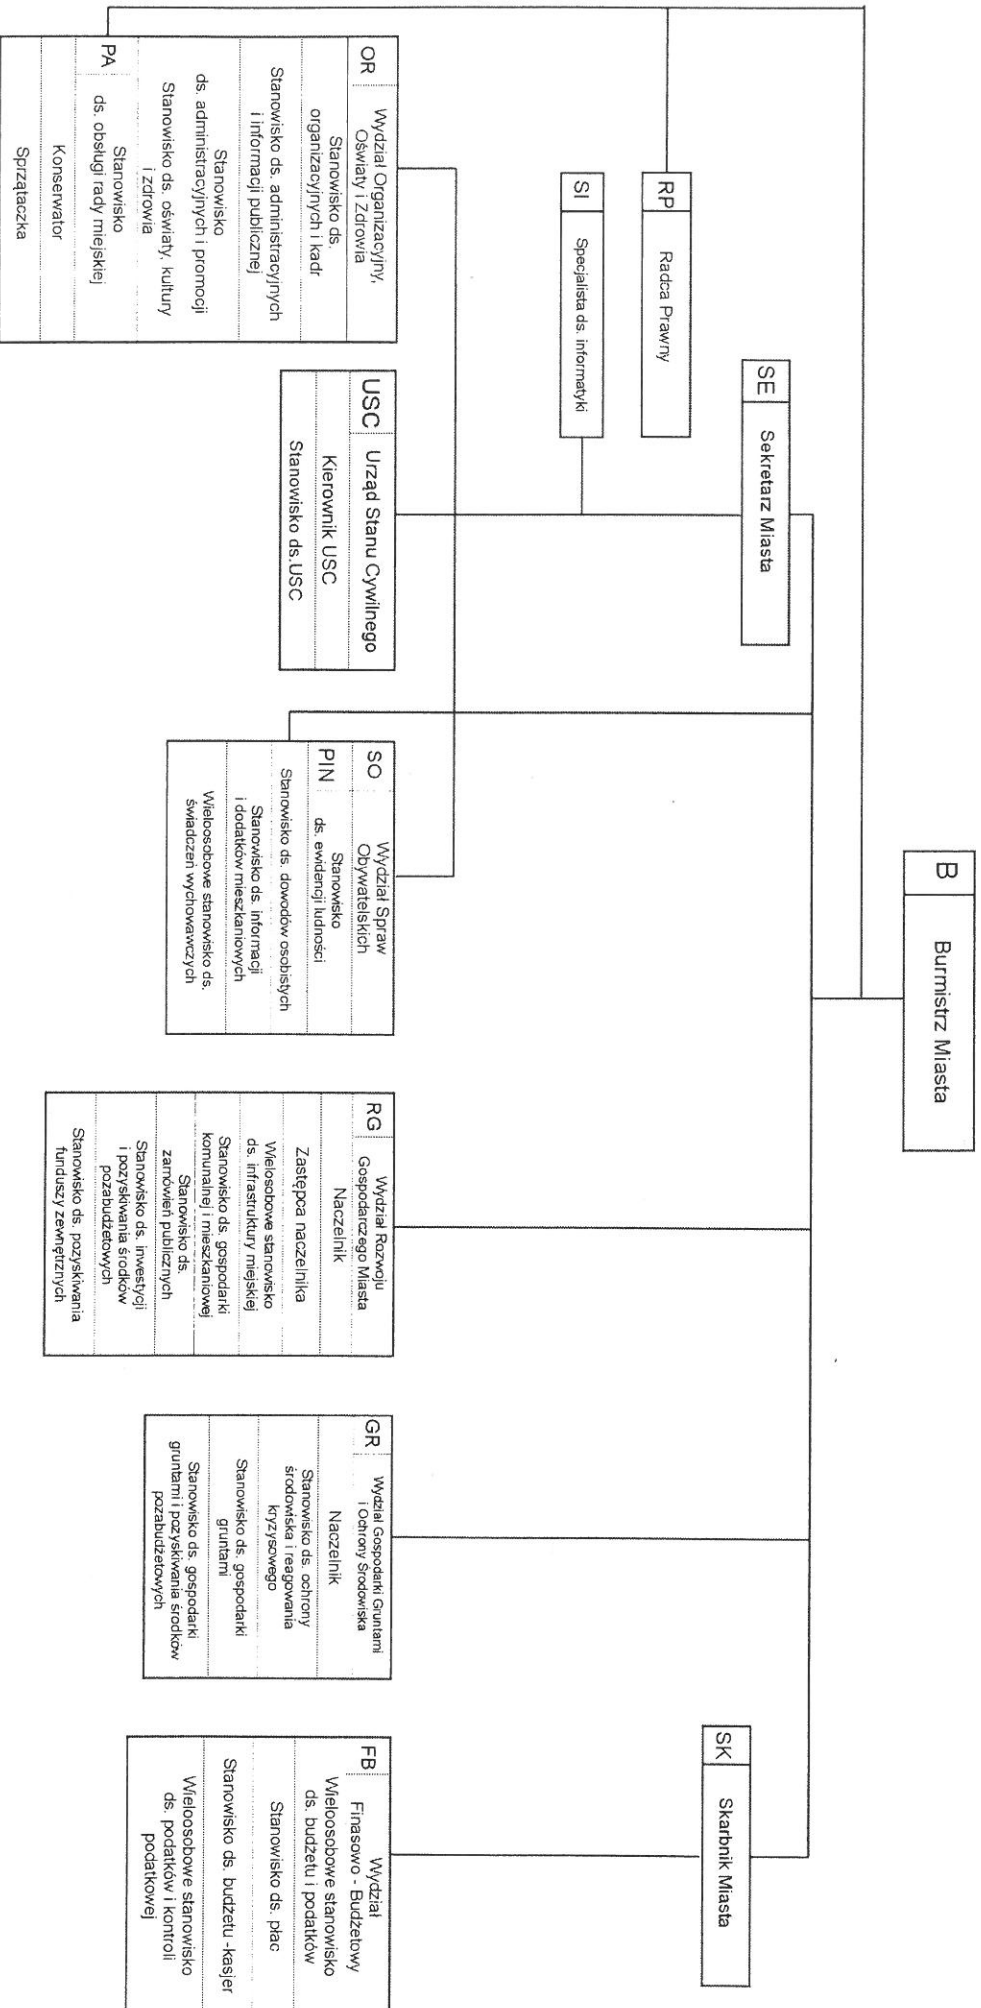 B
Burmistrz Miasta
SE
Sekretarz Miasta
SK
Skarbnik Miasta
RP
Radca Prawny
SI
Specjalista ds. informatyki
OR
Wydział Organizacyjny,
Oświaty i Zdrowia
Stanowisko ds.
organizacyjnych i kadr
Stanowisko ds. administracyjnych
i informacji publicznej
Stanowisko
ds. administracyjnych i promocji
Stanowisko ds. oświaty, kultury
i zdrowia
PA
Stanowisko
ds. obsługi rady miejskiej
Konserwator
Sprzątaczka
USC
Urząd Stanu Cywilnego
Kierownik USC
Stanowisko ds.USC
SO
Wydział Spraw
Obywatelskich
PIN
Stanowisko
ds. ewidencji ludności
Stanowisko ds. dowodów osobistych
Stanowisko ds. informacji
i dodatków mieszkaniowych
Wieloosobowe stanowisko ds.
świadczeń wychowawczych
RG
Wydział Rozwoju
Gospodarczego Miasta
Naczelnik
Zastępca naczelnika
Wielosobowe stanowisko
ds. infrastruktury miejskiej
Stanowisko ds. gospodarki
komunalnej i mieszkaniowej
Stanowisko ds.
zamówień publicznych
Stanowisko ds. inwestycji
i pozyskiwania środków
pozabudżetowych
Stanowisko ds. pozyskiwania
funduszy zewnętrznych
GR
Wydział Gospodarki Gruntami
i Ochrony Środowiska
Naczelnik
Stanowisko ds. ochrony
środowiska i reagowania
kryzysowego
Stanowisko ds. gospodarki
gruntami
Stanowisko ds. gospodarki
gruntami i pozyskiwania środków
pozabudżetowych
FB
Wydział
Finasowo - Budżetowy
Wieloosobowe stanowisko
ds. budżetu i podatków
Stanowisko ds. płac
Stanowisko ds. budżetu -kasjer
Wieloosobowe stanowisko
ds. podatków i kontroli
podatkowej